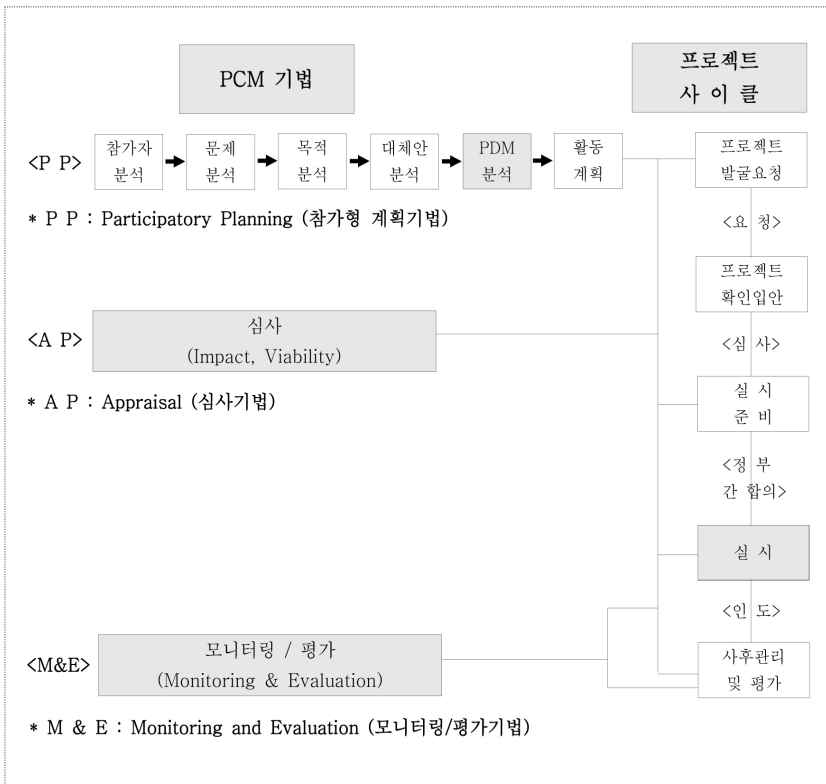 PCM 기법
프로젝트
사 이 클
<P P>
참가자
분석
문제
분석
목적
분석
대체안
분석
PDM
분석
활동
계획
프로젝트
발굴요청
* P P : Participatory Planning (참가형 계획기법)
<요 청>
프로젝트
확인입안
<A P>
심사
(Impact, Viability)
<심 사>
* A P : Appraisal (심사기법)
실 시
준 비
<정 부
간 합의>
실 시
<인 도>
<M&E>
모니터링 / 평가
(Monitoring & Evaluation)
사후관리
및 평가
* M & E : Monitoring and Evaluation (모니터링/평가기법)